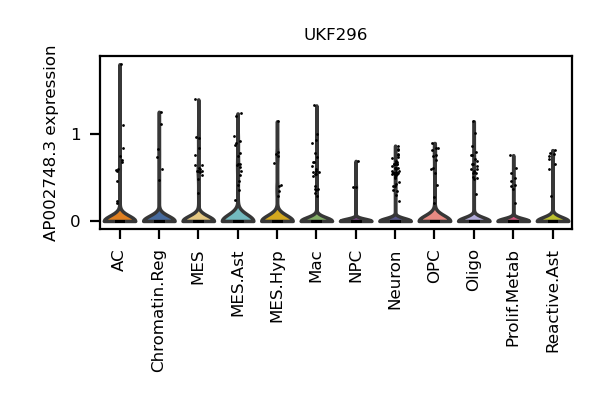 UKF296
AP002748.3 expression
1
0
AC
Chromatin.Reg
MES
MES.Ast
MES.Hyp
Mac
NPC
Neuron
OPC
Oligo
Prolif.Metab
Reactive.Ast